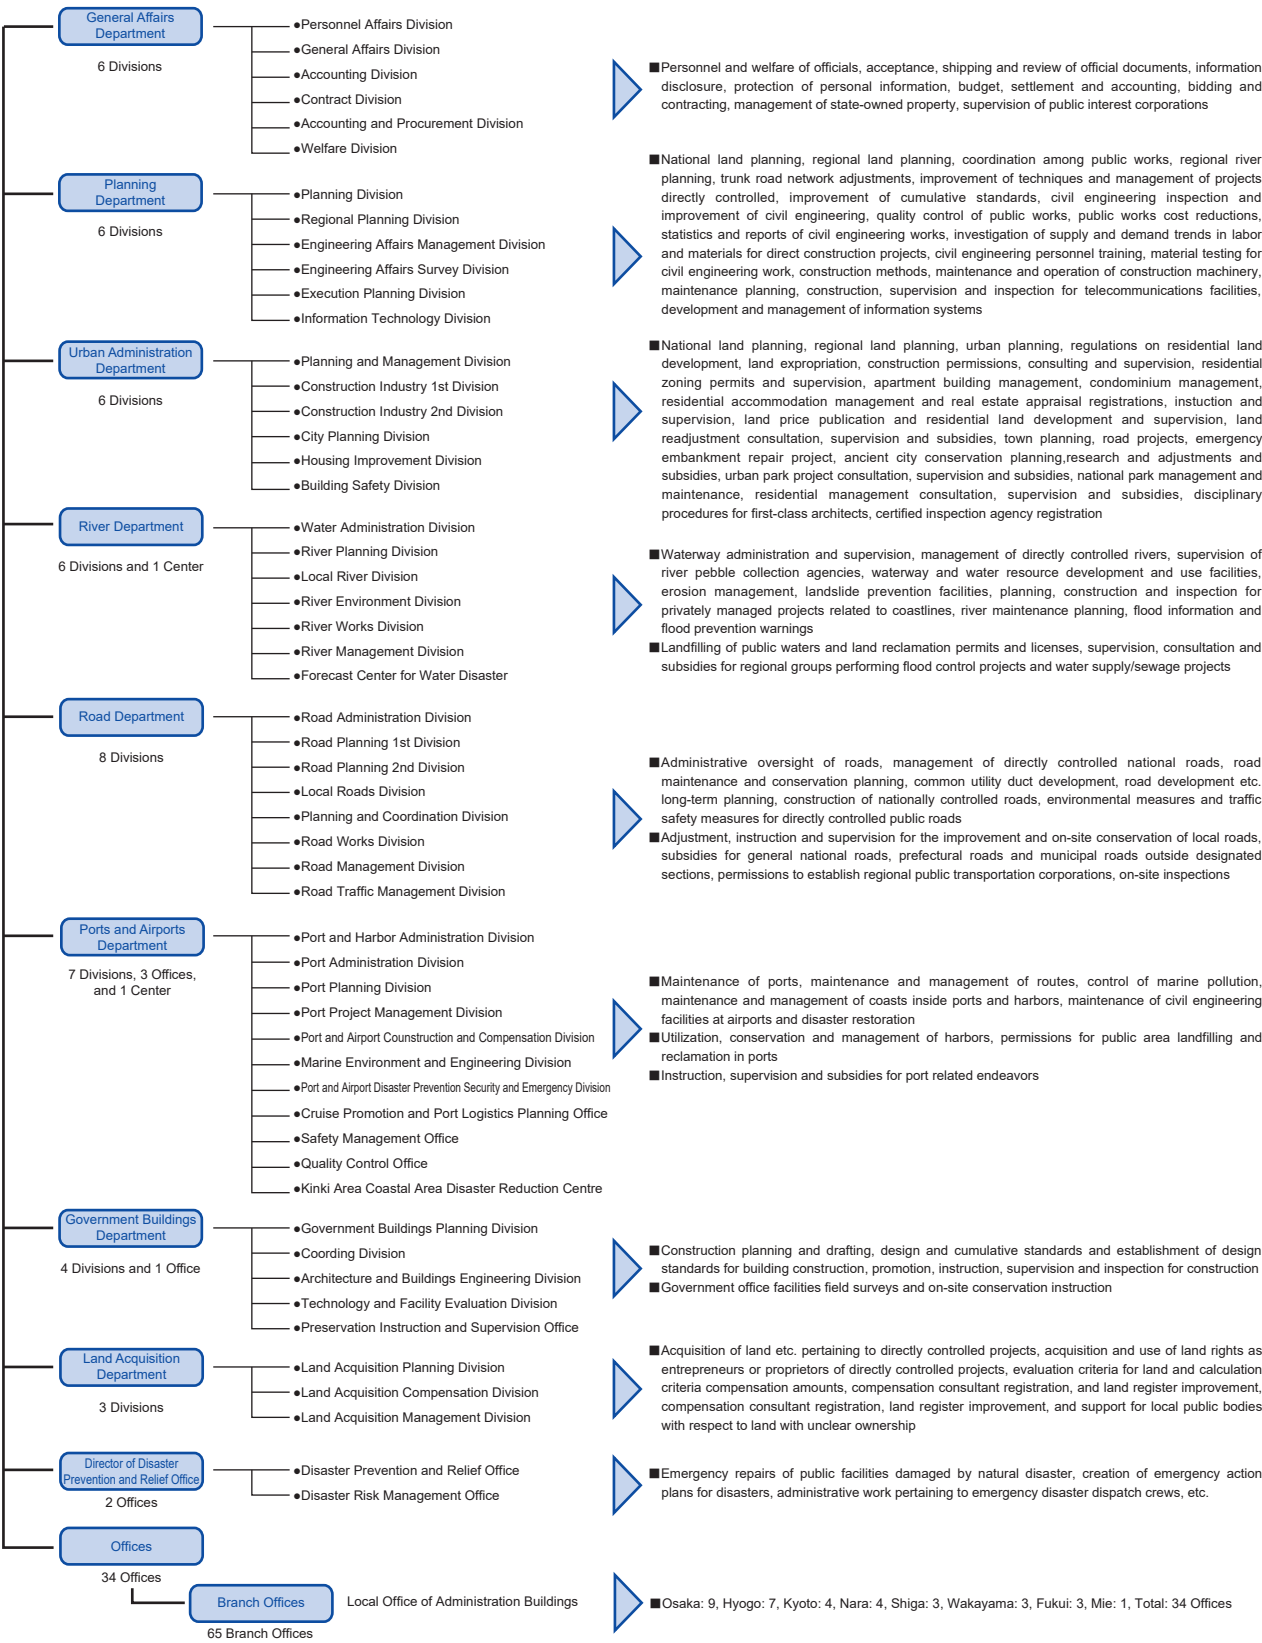 General Affairs
Department
6 Divisions
●Personnel Affairs Division
●General Affairs Division
●Accounting Division
●Contract Division
●Accounting and Procurement Division
●Welfare Division
■Personnel and welfare of officials, acceptance, shipping and review of official documents, information
disclosure, protection of personal information, budget, settlement and accounting, bidding and
contracting, management of state-owned property, supervision of public interest corporations
Planning
Department
6 Divisions
●Planning Division
●Regional Planning Division
●Engineering Affairs Management Division
●Engineering Affairs Survey Division
●Execution Planning Division
●Information Technology Division
■National land planning, regional land planning, coordination among public works, regional river
planning, trunk road network adjustments, improvement of techniques and management of projects
directly controlled, improvement of cumulative standards, civil engineering inspection and
improvement of civil engineering, quality control of public works, public works cost reductions,
statistics and reports of civil engineering works, investigation of supply and demand trends in labor
and materials for direct construction projects, civil engineering personnel training, material testing for
civil engineering work, construction methods, maintenance and operation of construction machinery,
maintenance planning, construction, supervision and inspection for telecommunications facilities,
development and management of information systems
Urban Administration
Department
6 Divisions
●Planning and Management Division
●Construction Industry 1st Division
●Construction Industry 2nd Division
●City Planning Division
●Housing Improvement Division
●Building Safety Division
■National land planning, regional land planning, urban planning, regulations on residential land
development, land expropriation, construction permissions, consulting and supervision, residential
zoning permits and supervision, apartment building management, condominium management,
residential accommodation management and real estate appraisal registrations, instuction and
supervision, land price publication and residential land development and supervision, land
readjustment consultation, supervision and subsidies, town planning, road projects, emergency
embankment repair project, ancient city conservation planning,research and adjustments and
subsidies, urban park project consultation, supervision and subsidies, national park management and
maintenance, residential management consultation, supervision and subsidies, disciplinary
procedures for first-class architects, certified inspection agency registration
River Department
6 Divisions and 1 Center
●Water Administration Division
●River Planning Division
●Local River Division
●River Environment Division
●River Works Division
●River Management Division
●Forecast Center for Water Disaster
■Waterway administration and supervision, management of directly controlled rivers, supervision of
river pebble collection agencies, waterway and water resource development and use facilities,
erosion management, landslide prevention facilities, planning, construction and inspection for
privately managed projects related to coastlines, river maintenance planning, flood information and
flood prevention warnings
■Landfilling of public waters and land reclamation permits and licenses, supervision, consultation and
subsidies for regional groups performing flood control projects and water supply/sewage projects
Road Department
8 Divisions
●Road Administration Division
●Road Planning 1st Division
●Road Planning 2nd Division
●Local Roads Division
●Planning and Coordination Division
●Road Works Division
●Road Management Division
●Road Traffic Management Division
■Administrative oversight of roads, management of directly controlled national roads, road
maintenance and conservation planning, common utility duct development, road development etc.
long-term planning, construction of nationally controlled roads, environmental measures and traffic
safety measures for directly controlled public roads
■Adjustment, instruction and supervision for the improvement and on-site conservation of local roads,
subsidies for general national roads, prefectural roads and municipal roads outside designated
sections, permissions to establish regional public transportation corporations, on-site inspections
Ports and Airports
Department
7 Divisions, 3 Offices,
and 1 Center
●Port and Harbor Administration Division
●Port Administration Division
●Port Planning Division
●Port Project Management Division
●Port and Airport Counstruction and Compensation Division
●Marine Environment and Engineering Division
●Port and Airport Disaster Prevention Security and Emergency Division
●Cruise Promotion and Port Logistics Planning Office
●Safety Management Office
●Quality Control Office
●Kinki Area Coastal Area Disaster Reduction Centre
■Maintenance of ports, maintenance and management of routes, control of marine pollution,
maintenance and management of coasts inside ports and harbors, maintenance of civil engineering
facilities at airports and disaster restoration
■Utilization, conservation and management of harbors, permissions for public area landfilling and
reclamation in ports
■Instruction, supervision and subsidies for port related endeavors
Government Buildings
Department
4 Divisions and 1 Office
●Government Buildings Planning Division
●Coording Division
●Architecture and Buildings Engineering Division
●Technology and Facility Evaluation Division
●Preservation Instruction and Supervision Office
■Construction planning and drafting, design and cumulative standards and establishment of design
standards for building construction, promotion, instruction, supervision and inspection for construction
■Government office facilities field surveys and on-site conservation instruction
Land Acquisition
Department
3 Divisions
●Land Acquisition Planning Division
●Land Acquisition Compensation Division
●Land Acquisition Management Division
■Acquisition of land etc. pertaining to directly controlled projects, acquisition and use of land rights as
entrepreneurs or proprietors of directly controlled projects, evaluation criteria for land and calculation
criteria compensation amounts, compensation consultant registration, and land register improvement,
compensation consultant registration, land register improvement, and support for local public bodies
with respect to land with unclear ownership
Director of Disaster
Prevention and Relief Office
2 Offices
●Disaster Prevention and Relief Office
●Disaster Risk Management Office
■Emergency repairs of public facilities damaged by natural disaster, creation of emergency action
plans for disasters, administrative work pertaining to emergency disaster dispatch crews, etc.
Offices
34 Offices
Branch Offices
65 Branch Offices
Local Office of Administration Buildings
■Osaka: 9, Hyogo: 7, Kyoto: 4, Nara: 4, Shiga: 3, Wakayama: 3, Fukui: 3, Mie: 1, Total: 34 Offices